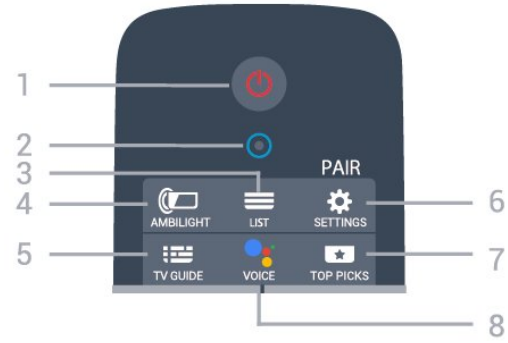 1
2
3
PAIR
4
AMBILIGHT
LIST
SETTINGS
6
5
TV GUIDE
VOICE
TOP PICKS
7
8